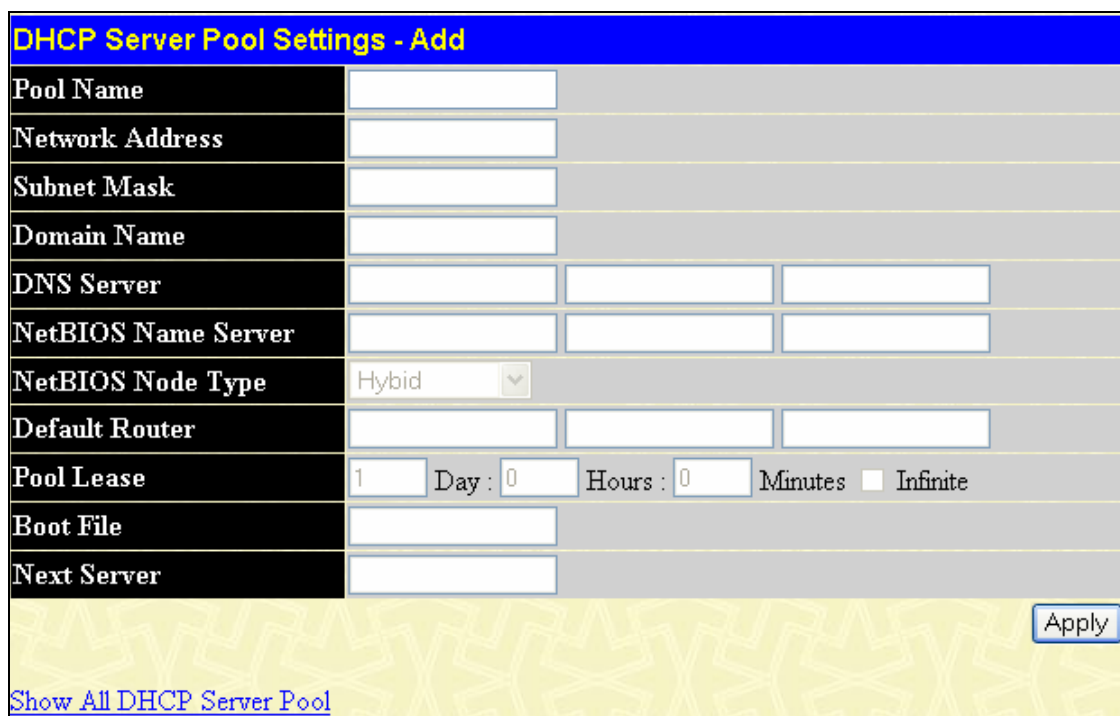 DHCP Server Pool Settings - Add
Pool Name
Network Address
Subnet Mask
Domain Name
DNS Server
NetBIOS Name Server
NetBIOS Node Type Hybid
Default Router
Pool Lease 1 Day : 0 Hours : 0 Minutes Infinite
Boot File
Next Server
Apply
Show All DHCP Server Pool